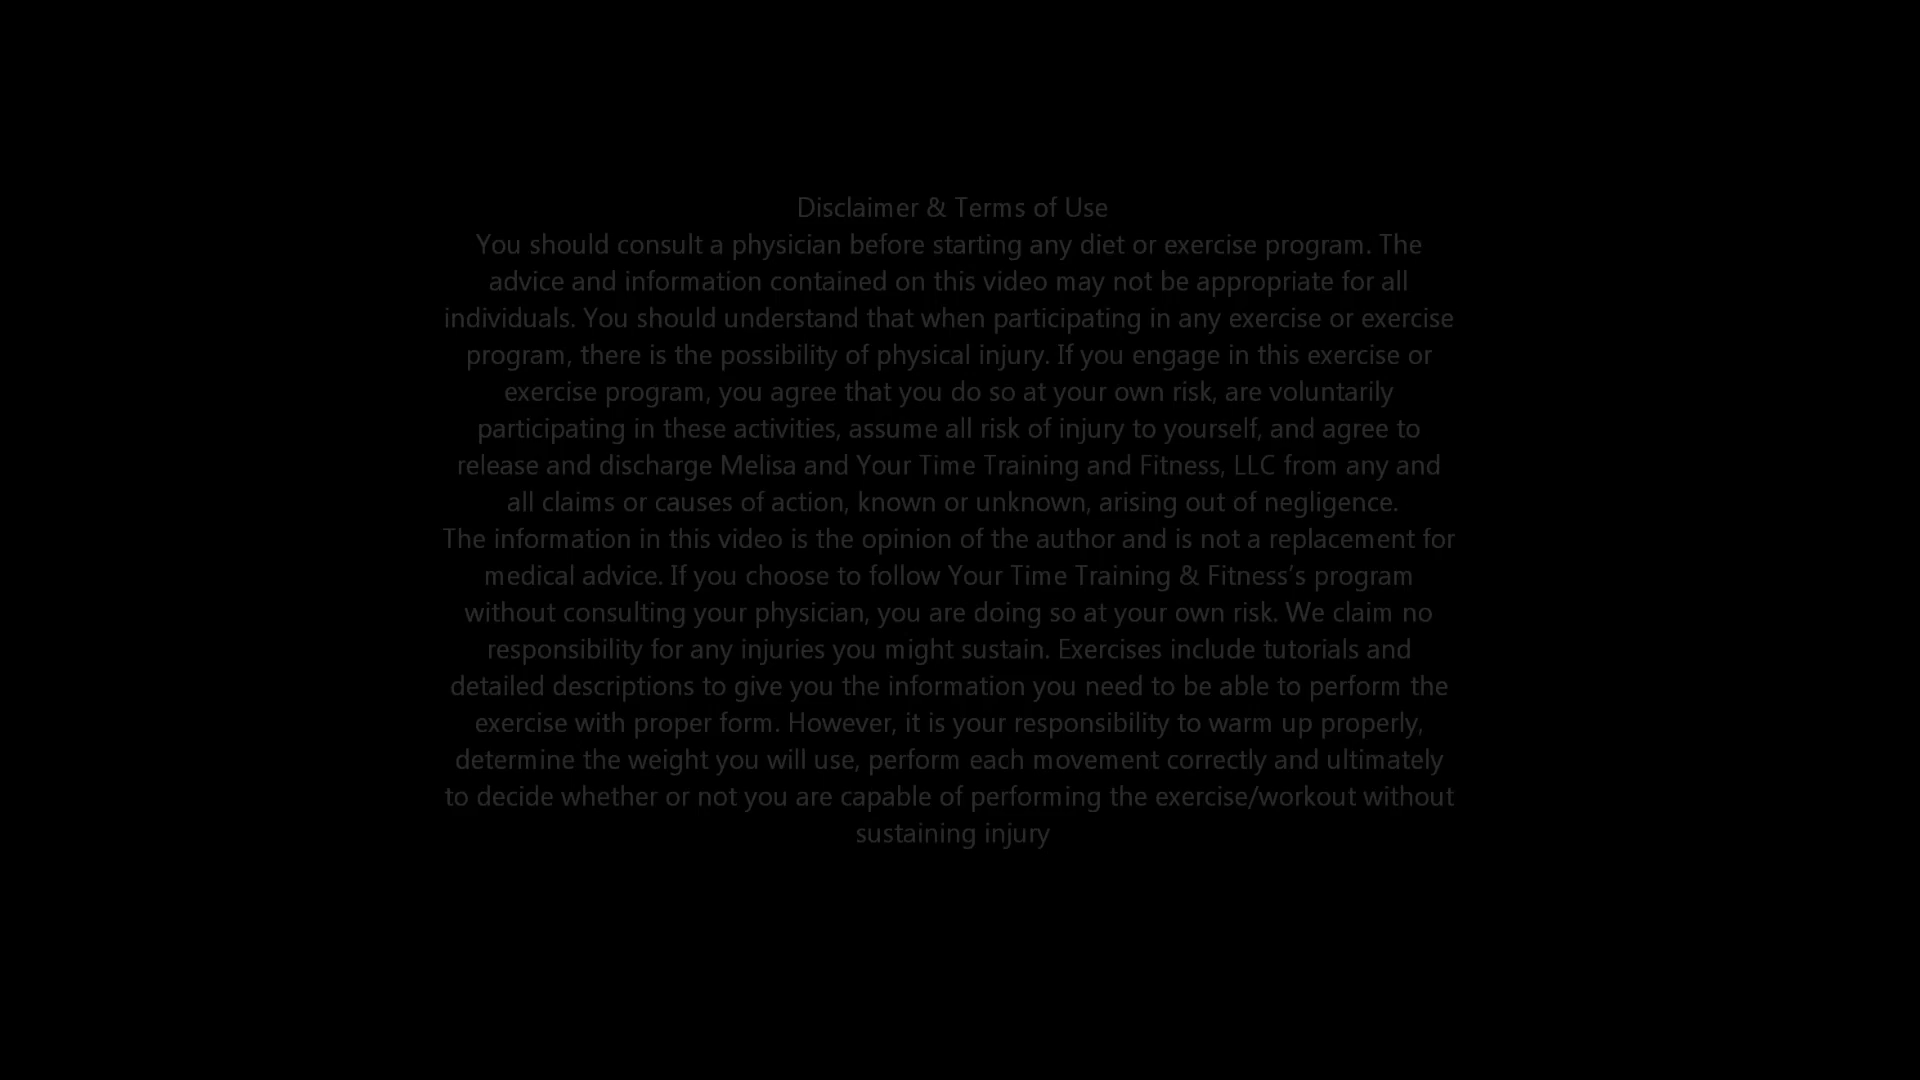 Disclaimer & Terms of Use
You should consult a physician before starting any diet or exercise program. The
advice and information contained on this video may not be appropriate for all
individuals. You should understand that when participating in any exercise or exercise
program, there is the possibility of physical injury. If you engage in this exercise or
exercise program, you agree that you do so at your own risk, are voluntarily
participating in these activities, assume all risk of injury to yourself, and agree to
release and discharge Melisa and Your Time Training and Fitness, LLC from any and
all claims or causes of action, known or unknown, arising out of negligence.
The information in this video is the opinion of the author and is not a replacement for
medical advice. If you choose to follow Your Time Training & Fitness’s program
without consulting your physician, you are doing so at your own risk. We claim no
responsibility for any injuries you might sustain. Exercises include tutorials and
detailed descriptions to give you the information you need to be able to perform the
exercise with proper form. However, it is your responsibility to warm up properly,
determine the weight you will use, perform each movement correctly and ultimately
to decide whether or not you are capable of performing the exercise/workout without
sustaining injury